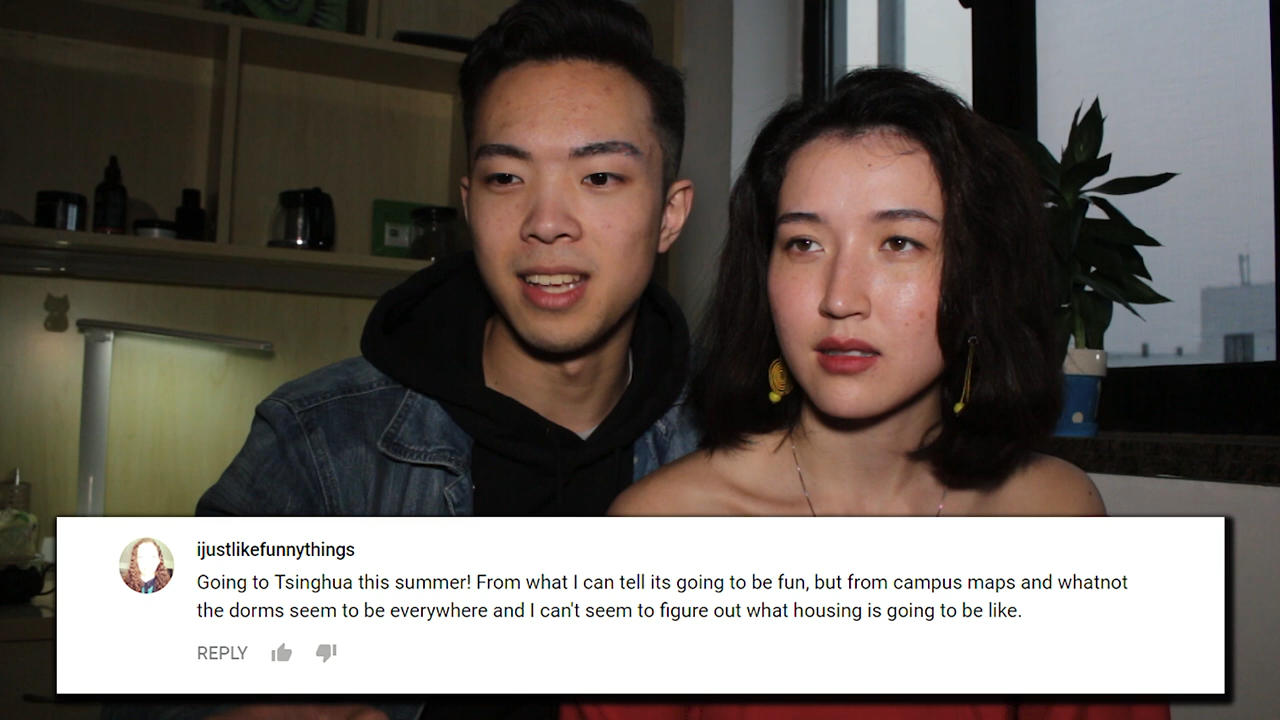 ijustlikefunnythings
Going to Tsinghua this summer! From what I can tell its going to be fun, but from campus maps and whatnot
the dorms seem to be everywhere and I can't seem to figure out what housing is going to be like.
REPLY